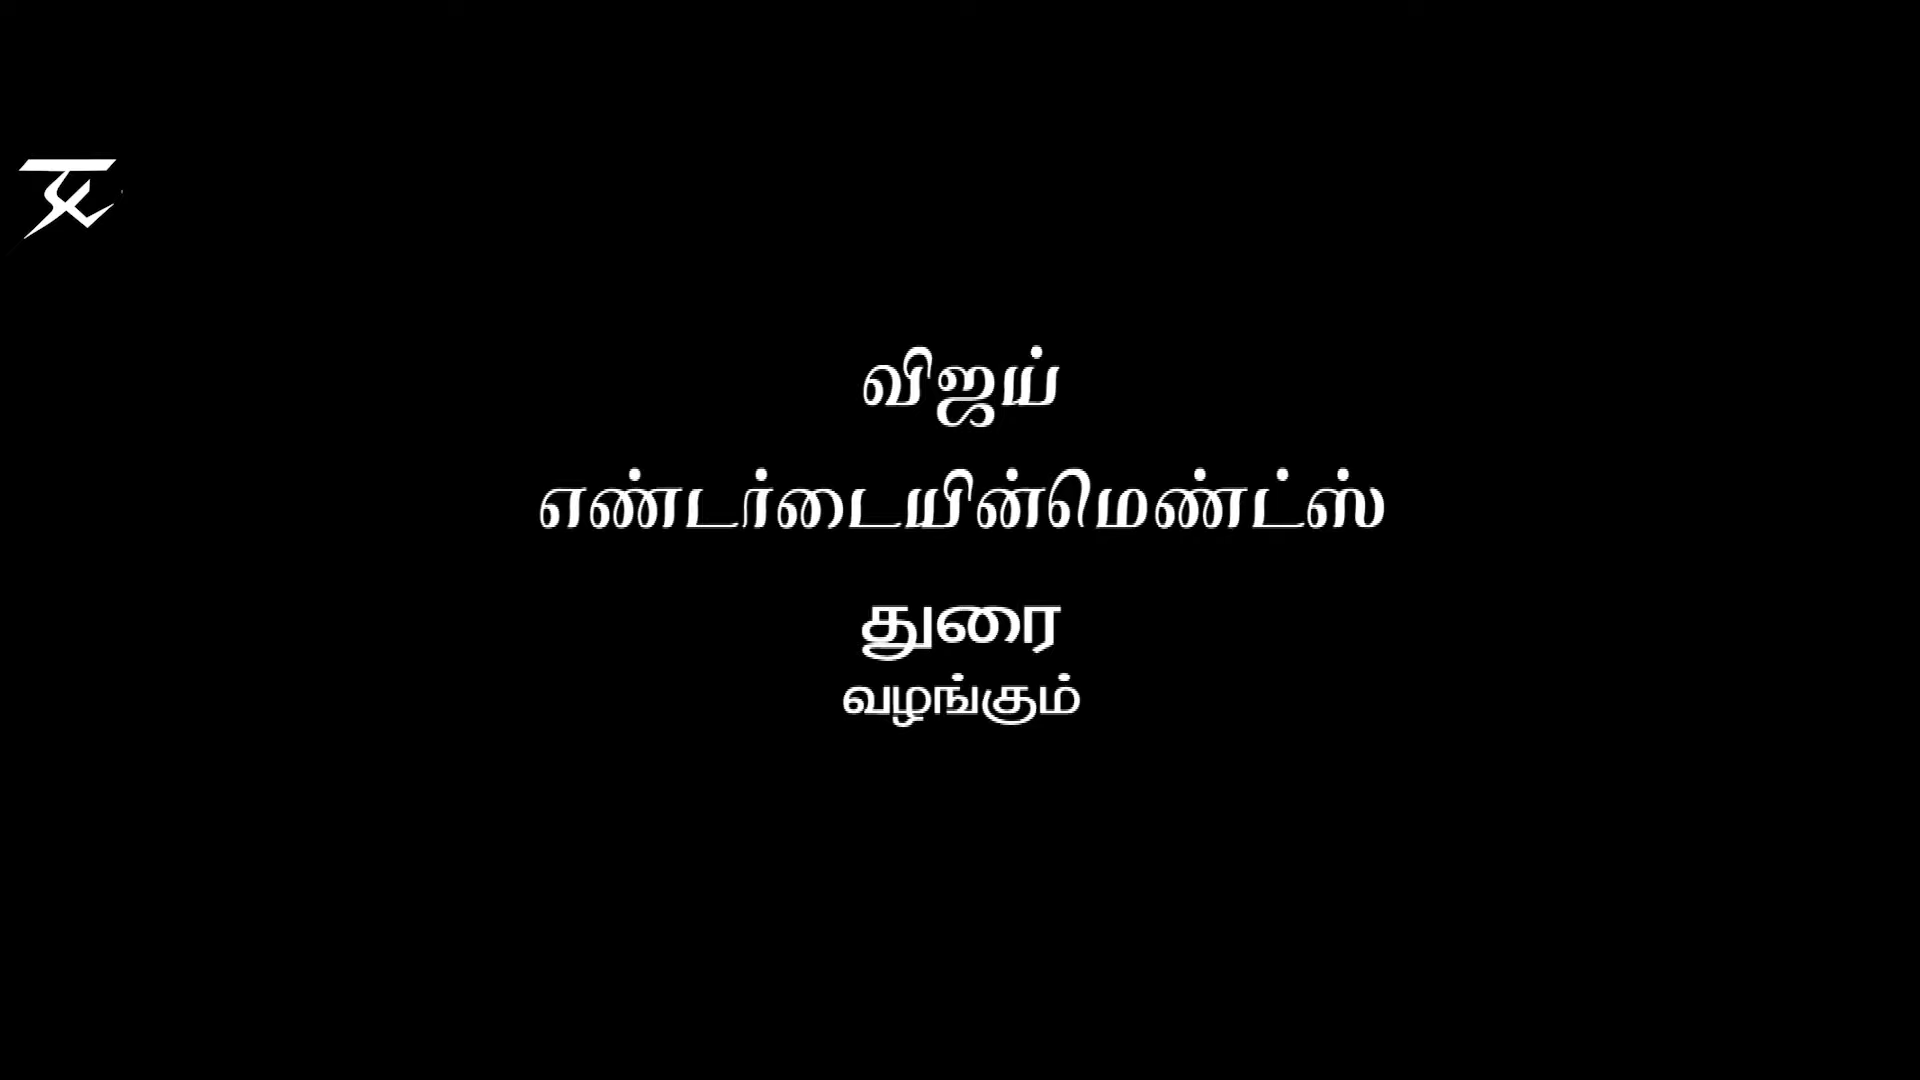 விஜய்
எண்டர்டையின்மெண்ட்ஸ்
துரை
வழங்கும்